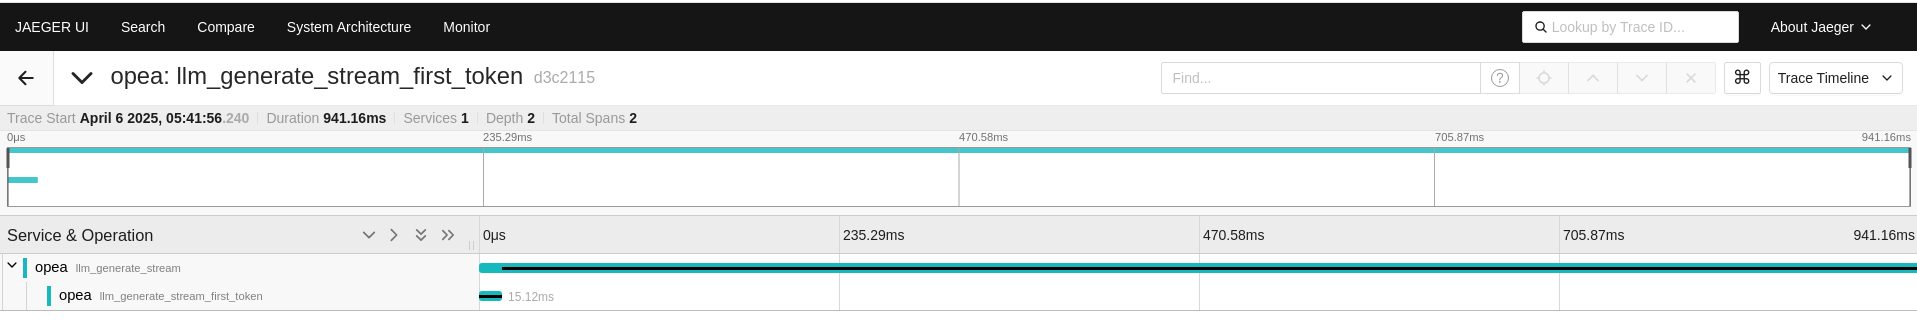 JAEGER UI Search Compare System Architecture Monitor Lookup by Trace ID... About Jaeger
opea: llm_generate_stream_first_token d3c2115 Find... Trace Timeline
Trace Start April 6 2025, 05:41:56.240 Duration 941.16ms Services 1 Depth 2 Total Spans 2
0μs 235.29ms 470.58ms 705.87ms 941.16ms
Service & Operation 0μs 235.29ms 470.58ms 705.87ms 941.16ms
opea llm_generate_stream
opea llm_generate_stream_first_token 15.12ms